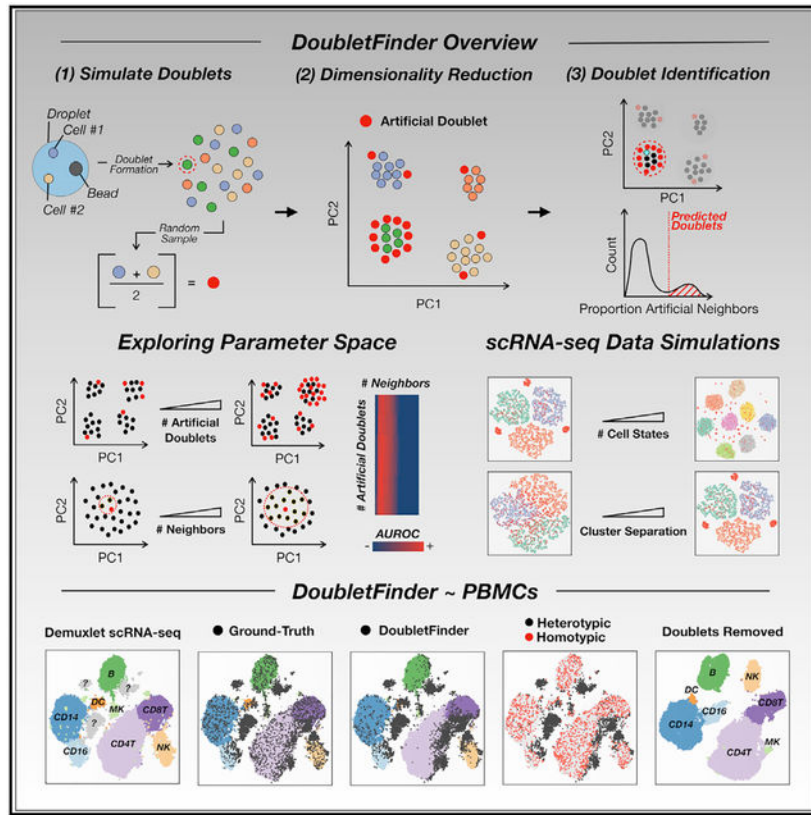 DoubletFinder Overview
(1) Simulate Doublets
(2) Dimensionality Reduction
(3) Doublet Identification
Droplet
Cell #1
Doublet
Formation
Bead
Cell #2
Random
Sample
+
2
=
Artificial Doublet
PC2
PC1
PC2
PC1
Predicted
Doublets
Count
Proportion Artificial Neighbors
Exploring Parameter Space
PC2
PC1
# Artificial
Doublets
PC1
PC2
PC1
# Neighbors
PC1
# Neighbors
# Artificial Doublets
AUROC
- +
scRNA-seq Data Simulations
# Cell States
Cluster Separation
DoubletFinder ~ PBMCs
Demuxlet scRNA-seq
B
?
?
DC
MK
?
CD14
CD8T
CD16
CD4T
NK
Ground-Truth
DoubletFinder
Heterotypic
Homotypic
Doublets Removed
B
NK
DC
CD16
CD8T
CD14
CD4T
MK